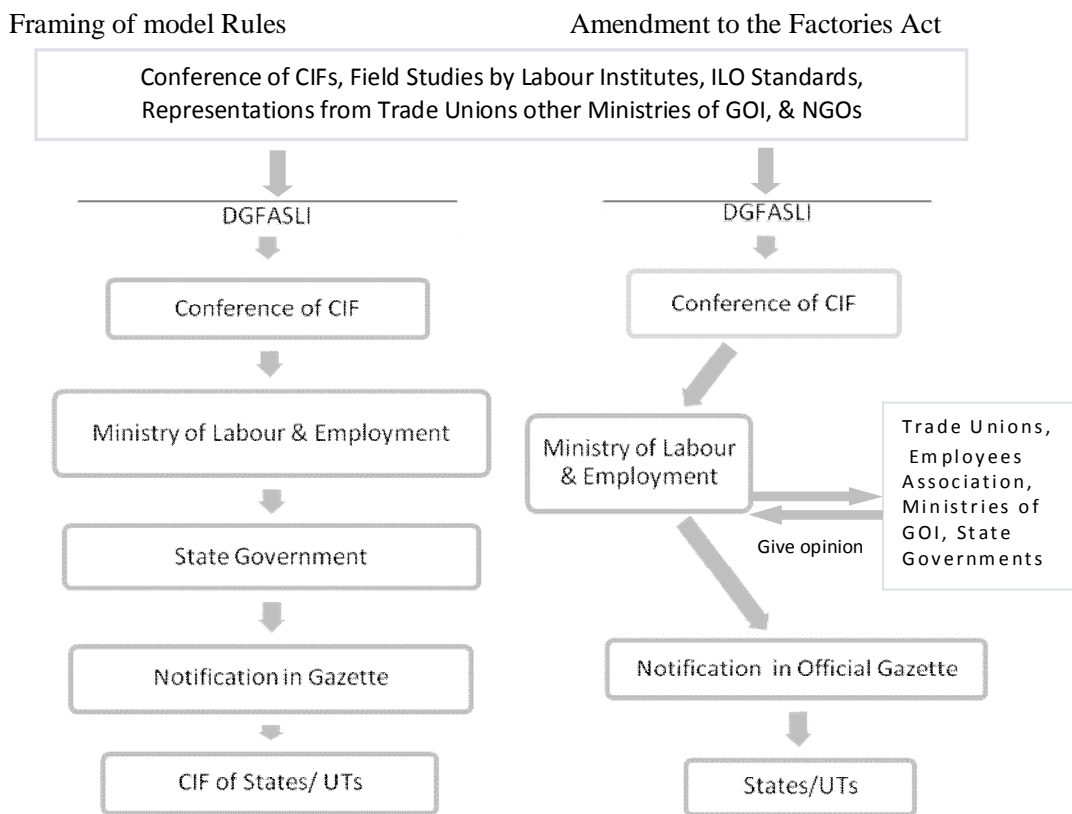 Framing of model Rules
Amendment to the Factories Act
Conference of CIFs, Field Studies by Labour Institutes, ILO Standards,
Representations from Trade Unions other Ministries of GOI, & NGOs
DGFASLI
Conference of CIF
Ministry of Labour & Employment
State Government
Notification in Gazette
CIF of States/ UTs
DGFASLI
Conference of CIF
Ministry of Labour
& Employment
Trade Unions,
Employees
Association,
Ministries of
GOI, State
Governments
Give opinion
Notification in Official Gazette
States/UTs